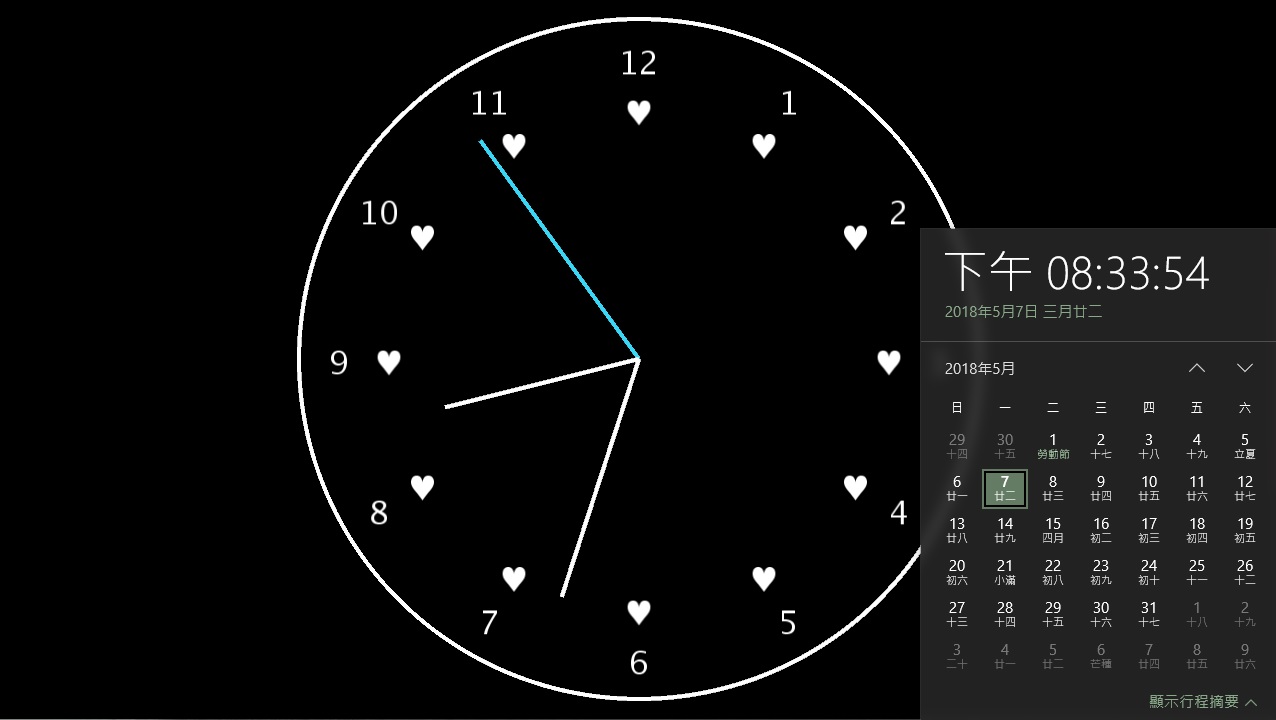 12
11
1
10
2
9
8
4
7
5
6
下午 08:33:54
2018年5月7日 三月廿二
2018年5月
日 一 二 三 四 五 六
29 30 1 2 3 4 5
十四 十五 勞動節 十七 十八 十九 立夏
6 7 8 9 10 11 12
廿一 廿二 廿三 廿四 廿五 廿六 廿七
13 14 15 16 17 18 19
廿八 廿九 四月 初二 初三 初四 初五
20 21 22 23 24 25 26
初六 小滿 初八 初九 初十 十一 十二
27 28 29 30 31 1 2
十三 十四 十五 十六 十七 十八 十九
3 4 5 6 7 8 9
二十 廿一 廿二 芒種 廿四 廿五 廿六
顯示行程摘要